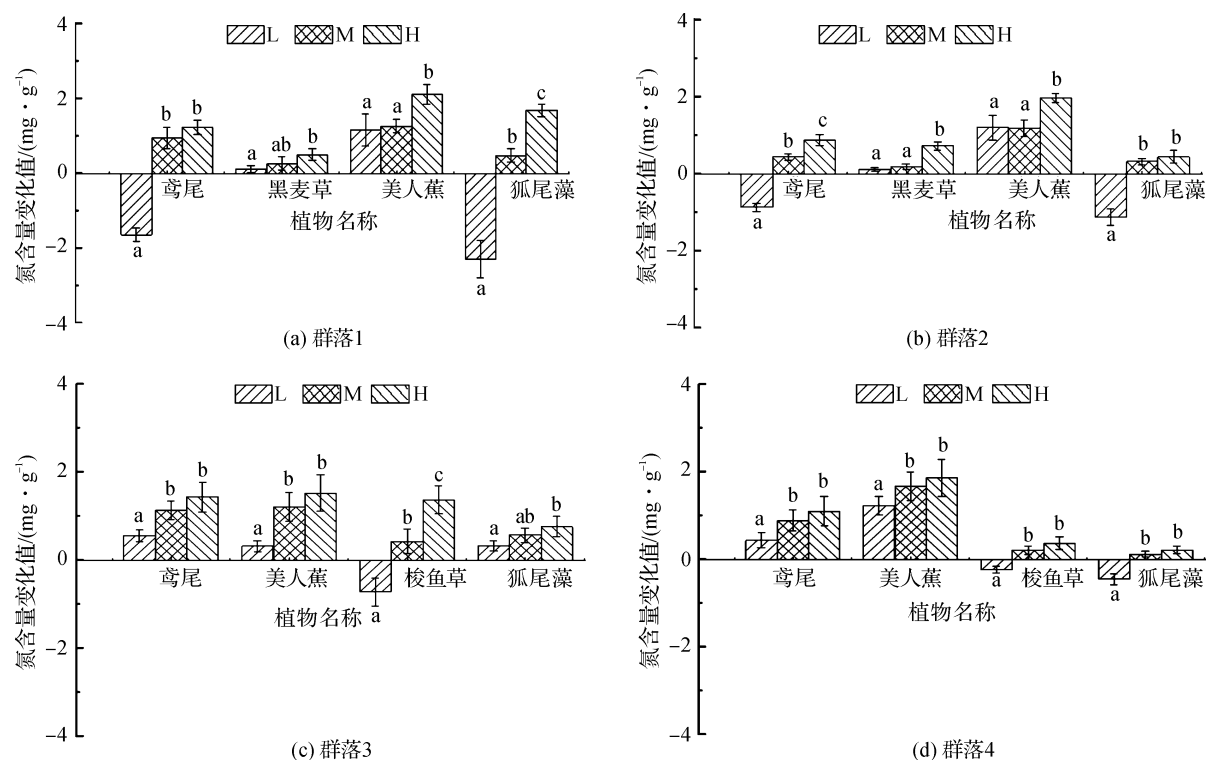 L M H
氮含量变化值/(mg·g⁻¹)
4
2
0
−2
−4
a b b
a ab b
a a b
a b c
鸢尾 黑麦草 美人蕉 狐尾藻
植物名称
(a) 群落1
L M H
氮含量变化值/(mg·g⁻¹)
4
2
0
−2
−4
a b c
a a b
a a b
a b b
鸢尾 黑麦草 美人蕉 狐尾藻
植物名称
(b) 群落2
L M H
氮含量变化值/(mg·g⁻¹)
4
2
0
−2
−4
a b b
a b b
a b c
a ab b
鸢尾 美人蕉 梭鱼草 狐尾藻
植物名称
(c) 群落3
L M H
氮含量变化值/(mg·g⁻¹)
4
2
0
−2
−4
a b b
a b b
a b b
a b b
鸢尾 美人蕉 梭鱼草 狐尾藻
植物名称
(d) 群落4